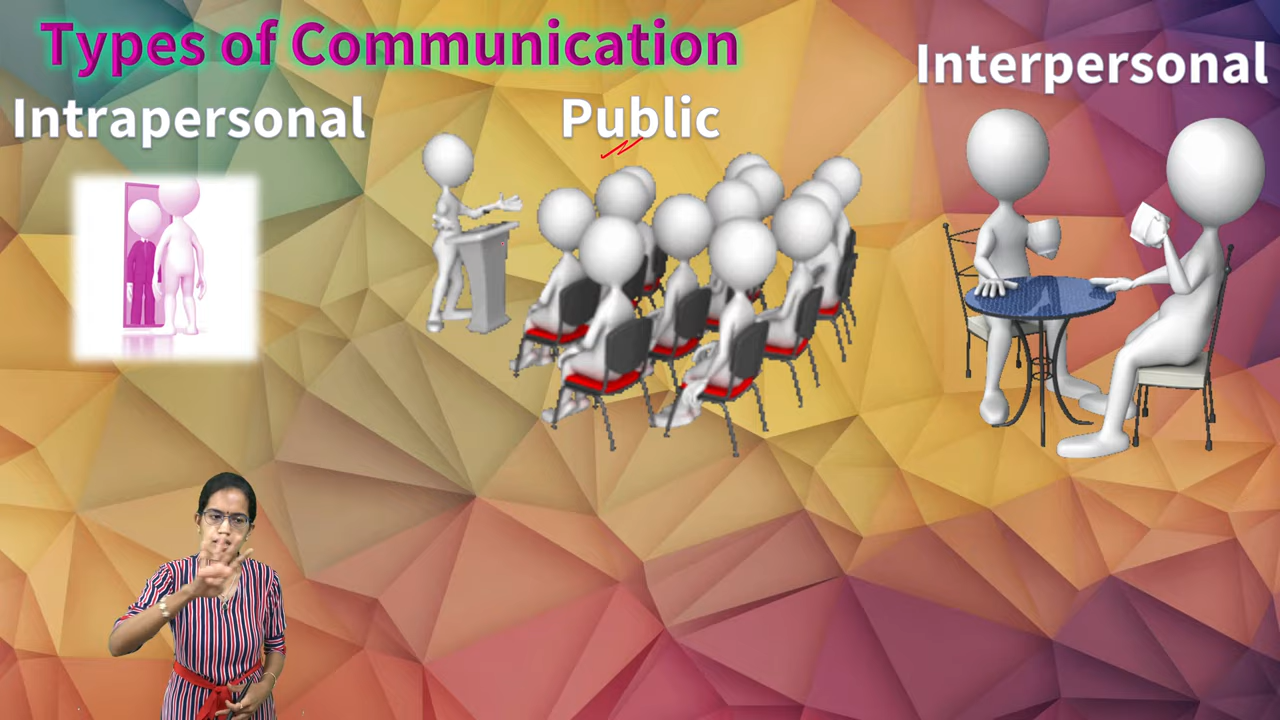 Types of Communication
Intrapersonal
Public
Interpersonal